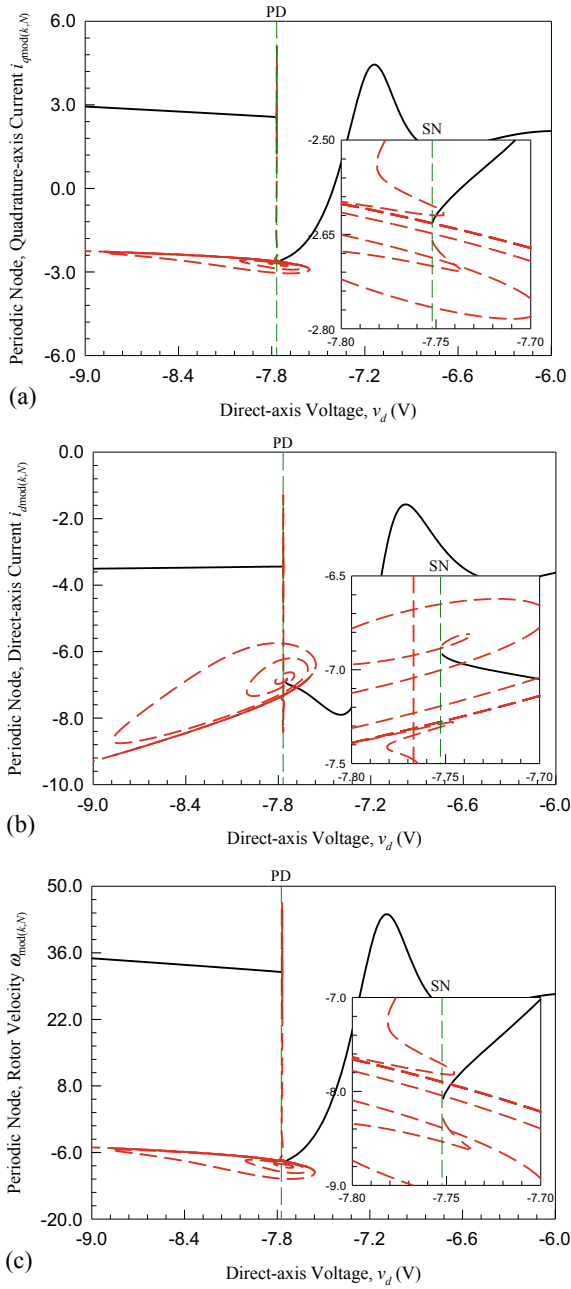 PD
6.0
3.0
0.0
-3.0
-6.0
Periodic Node, Quadrature-axis Current i_qmod(k,N)
SN
-2.50
-2.65
-2.80
-7.80 -7.75 -7.70
-9.0 -8.4 -7.8 -7.2 -6.6 -6.0
(a)
Direct-axis Voltage, v_d (V)
PD
0.0
-2.0
-4.0
-6.0
-8.0
-10.0
Periodic Node, Direct-axis Current i_dmod(k,N)
SN
-6.5
-7.0
-7.5
-7.80 -7.75 -7.70
-9.0 -8.4 -7.8 -7.2 -6.6 -6.0
(b)
Direct-axis Voltage, v_d (V)
PD
50.0
36.0
22.0
8.0
-6.0
-20.0
Periodic Node, Rotor Velocity ω_mod(k,N)
SN
-7.0
-8.0
-9.0
-7.80 -7.75 -7.70
-9.0 -8.4 -7.8 -7.2 -6.6 -6.0
(c)
Direct-axis Voltage, v_d (V)